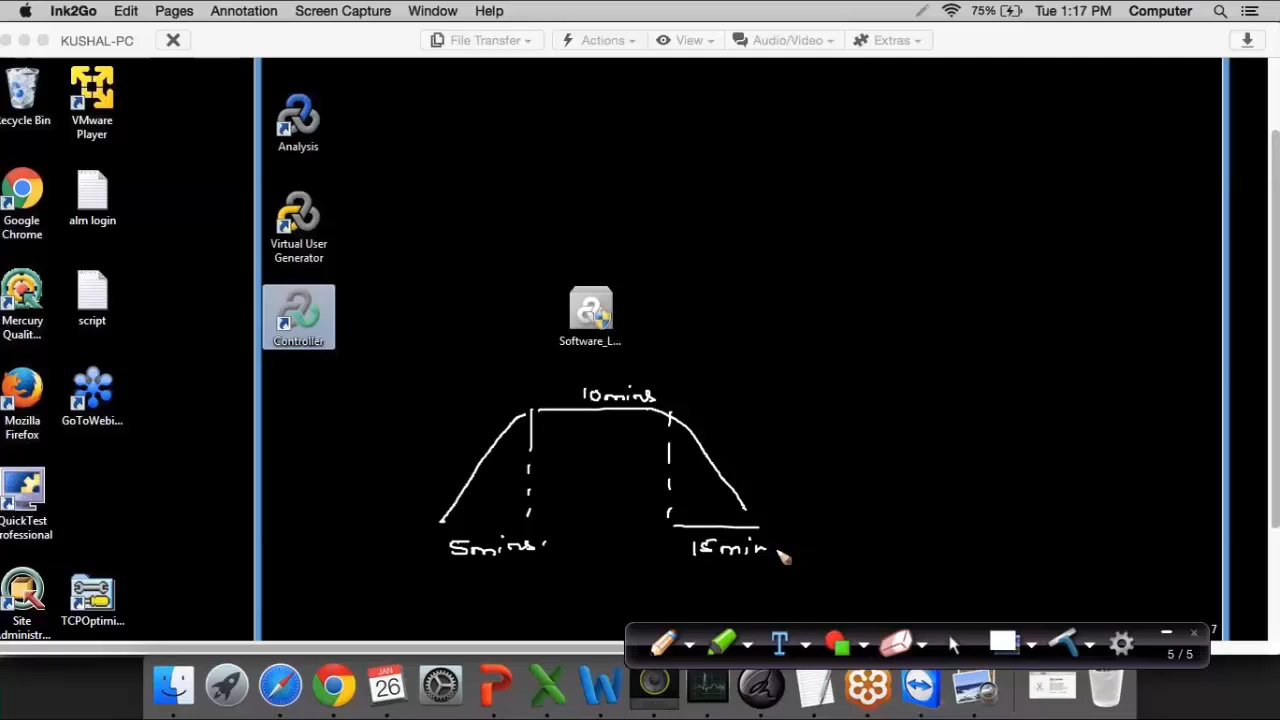 Ink2Go Edit Pages Annotation Screen Capture Window Help 75% Tue 1:17 PM Computer
KUSHAL-PC File Transfer Actions View Audio/Video Extras
Recycle Bin
VMware
Player
Analysis
Google
Chrome
alm login
Virtual User
Generator
Mercury
Qualit...
script
Controller
Software_L...
Mozilla
Firefox
GoToWebi...
10mins
QuickTest
Professional
5mins
15min
Site
Administr...
TCPOptimi...
7
5 / 5
JAN
26